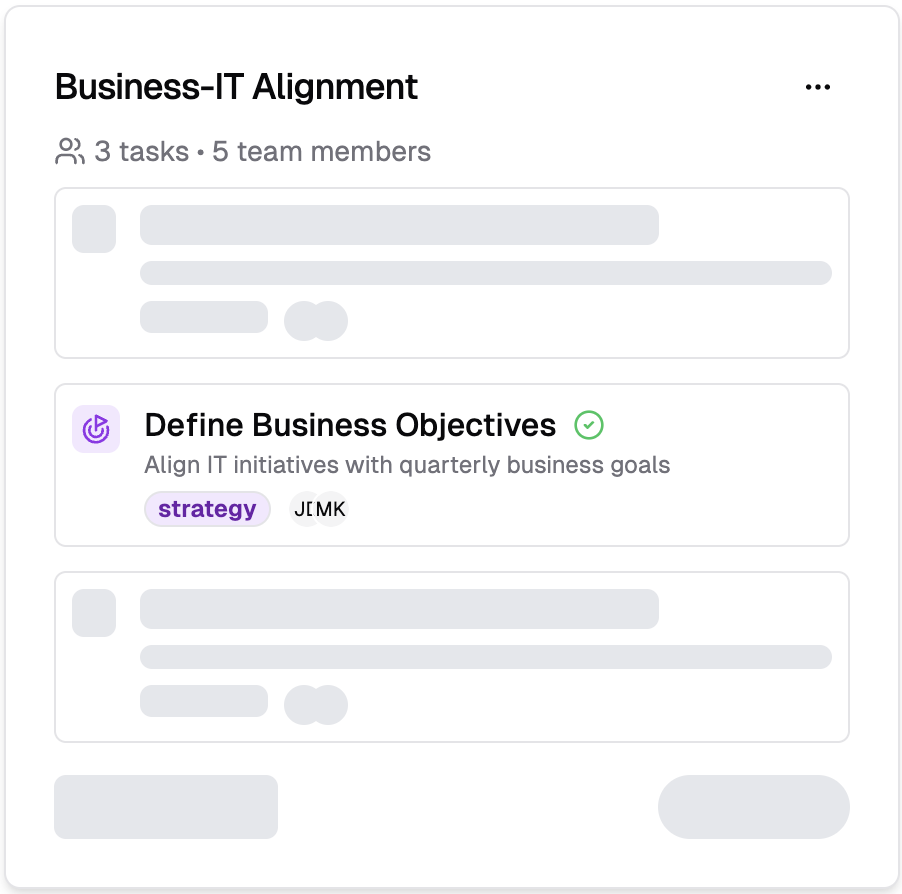 Business-IT Alignment
3 tasks • 5 team members
Define Business Objectives
Align IT initiatives with quarterly business goals
strategy
MK